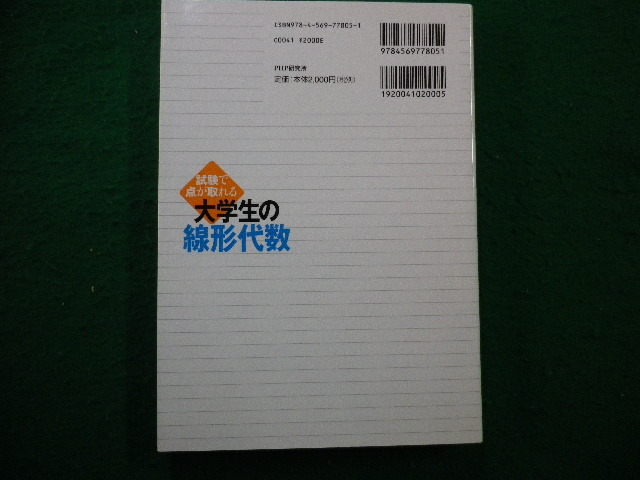 ISBN978-4-569-77805-1
C0041 ¥2000E
PHP研究所
定価:本体2,000円(税別)
9784569778051
1920041020005
試験で
点が取れる
大学生の
線形代数